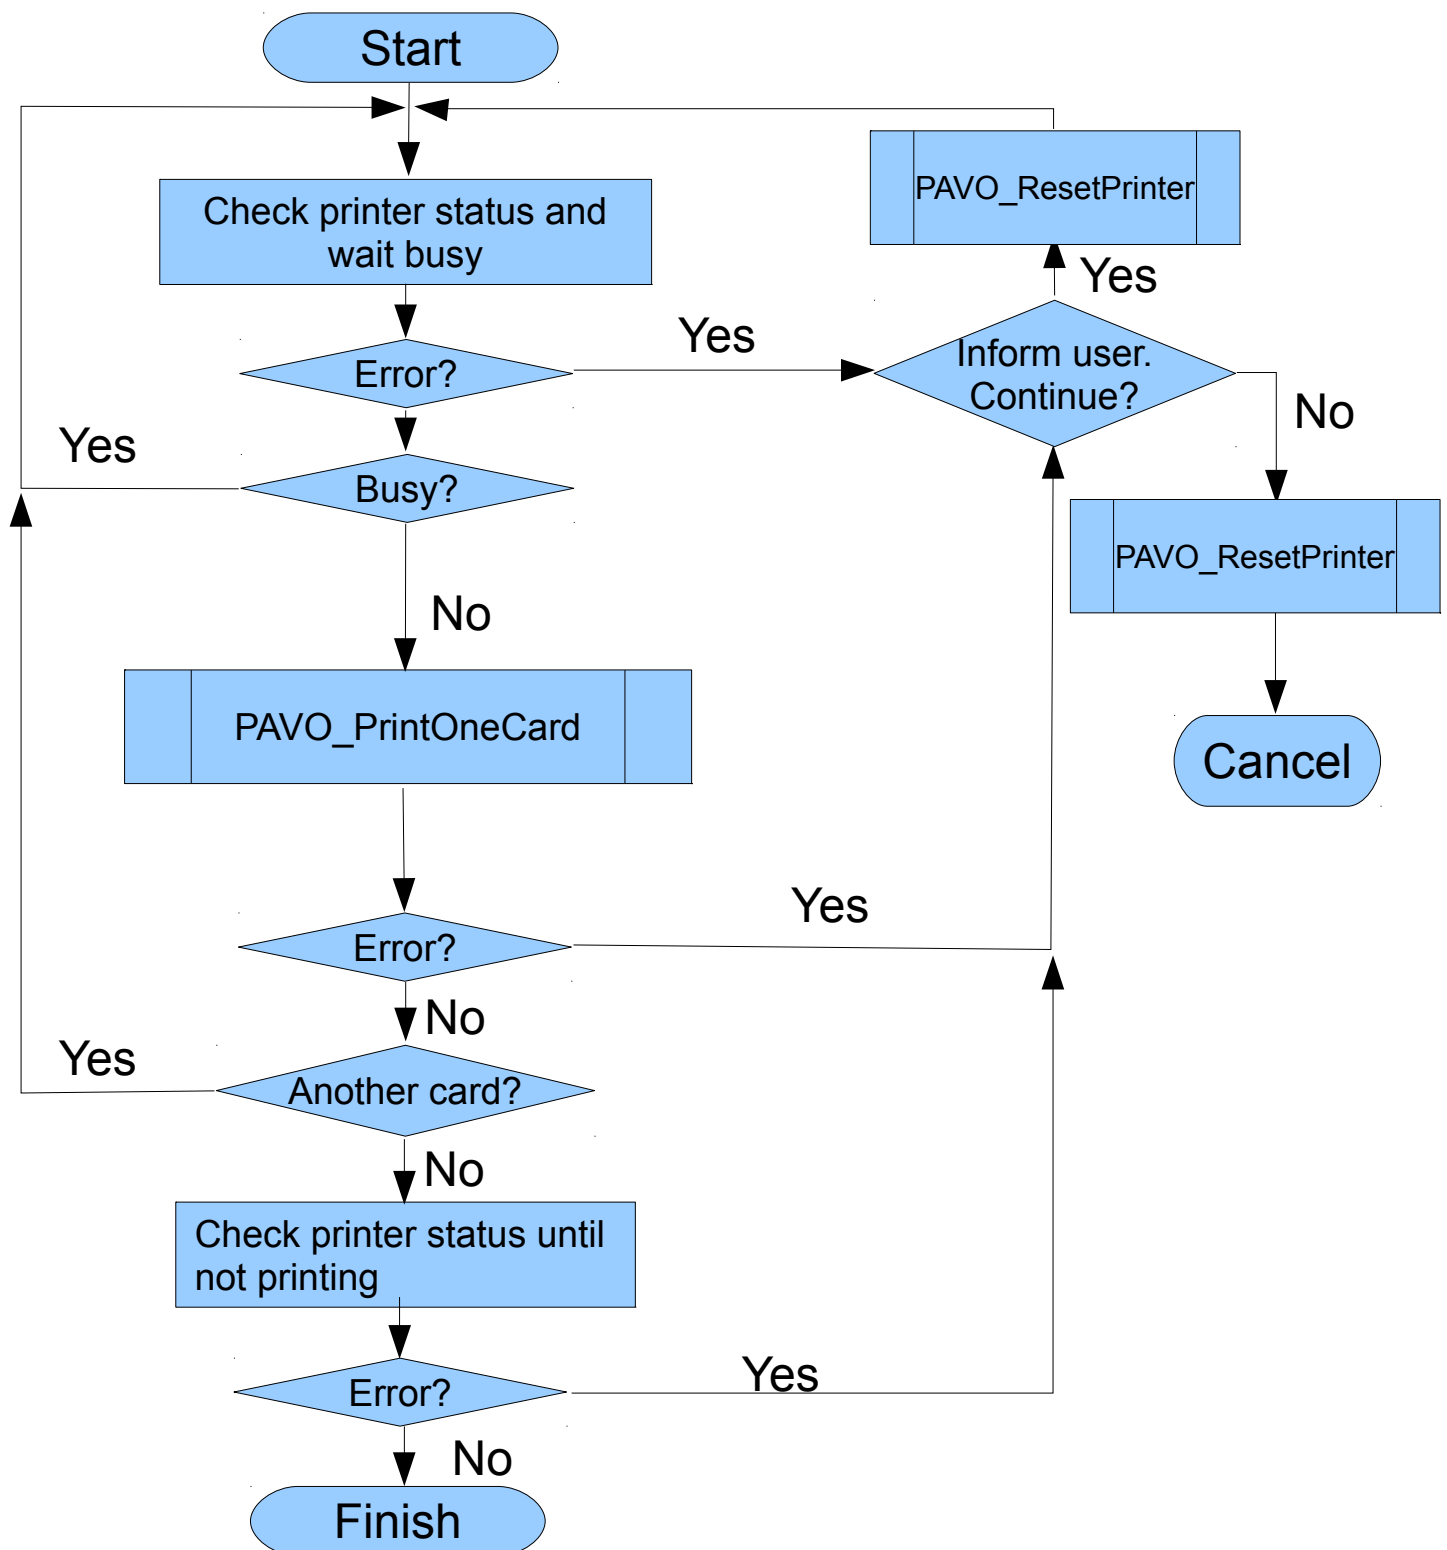 Start
PAVO_ResetPrinter
Check printer status and
wait busy
Yes
Yes
Inform user.
Continue?
Error?
No
Yes
Busy?
PAVO_ResetPrinter
No
PAVO_PrintOneCard
Cancel
Yes
Error?
No
Yes
Another card?
No
Check printer status until
not printing
Yes
Error?
No
Finish